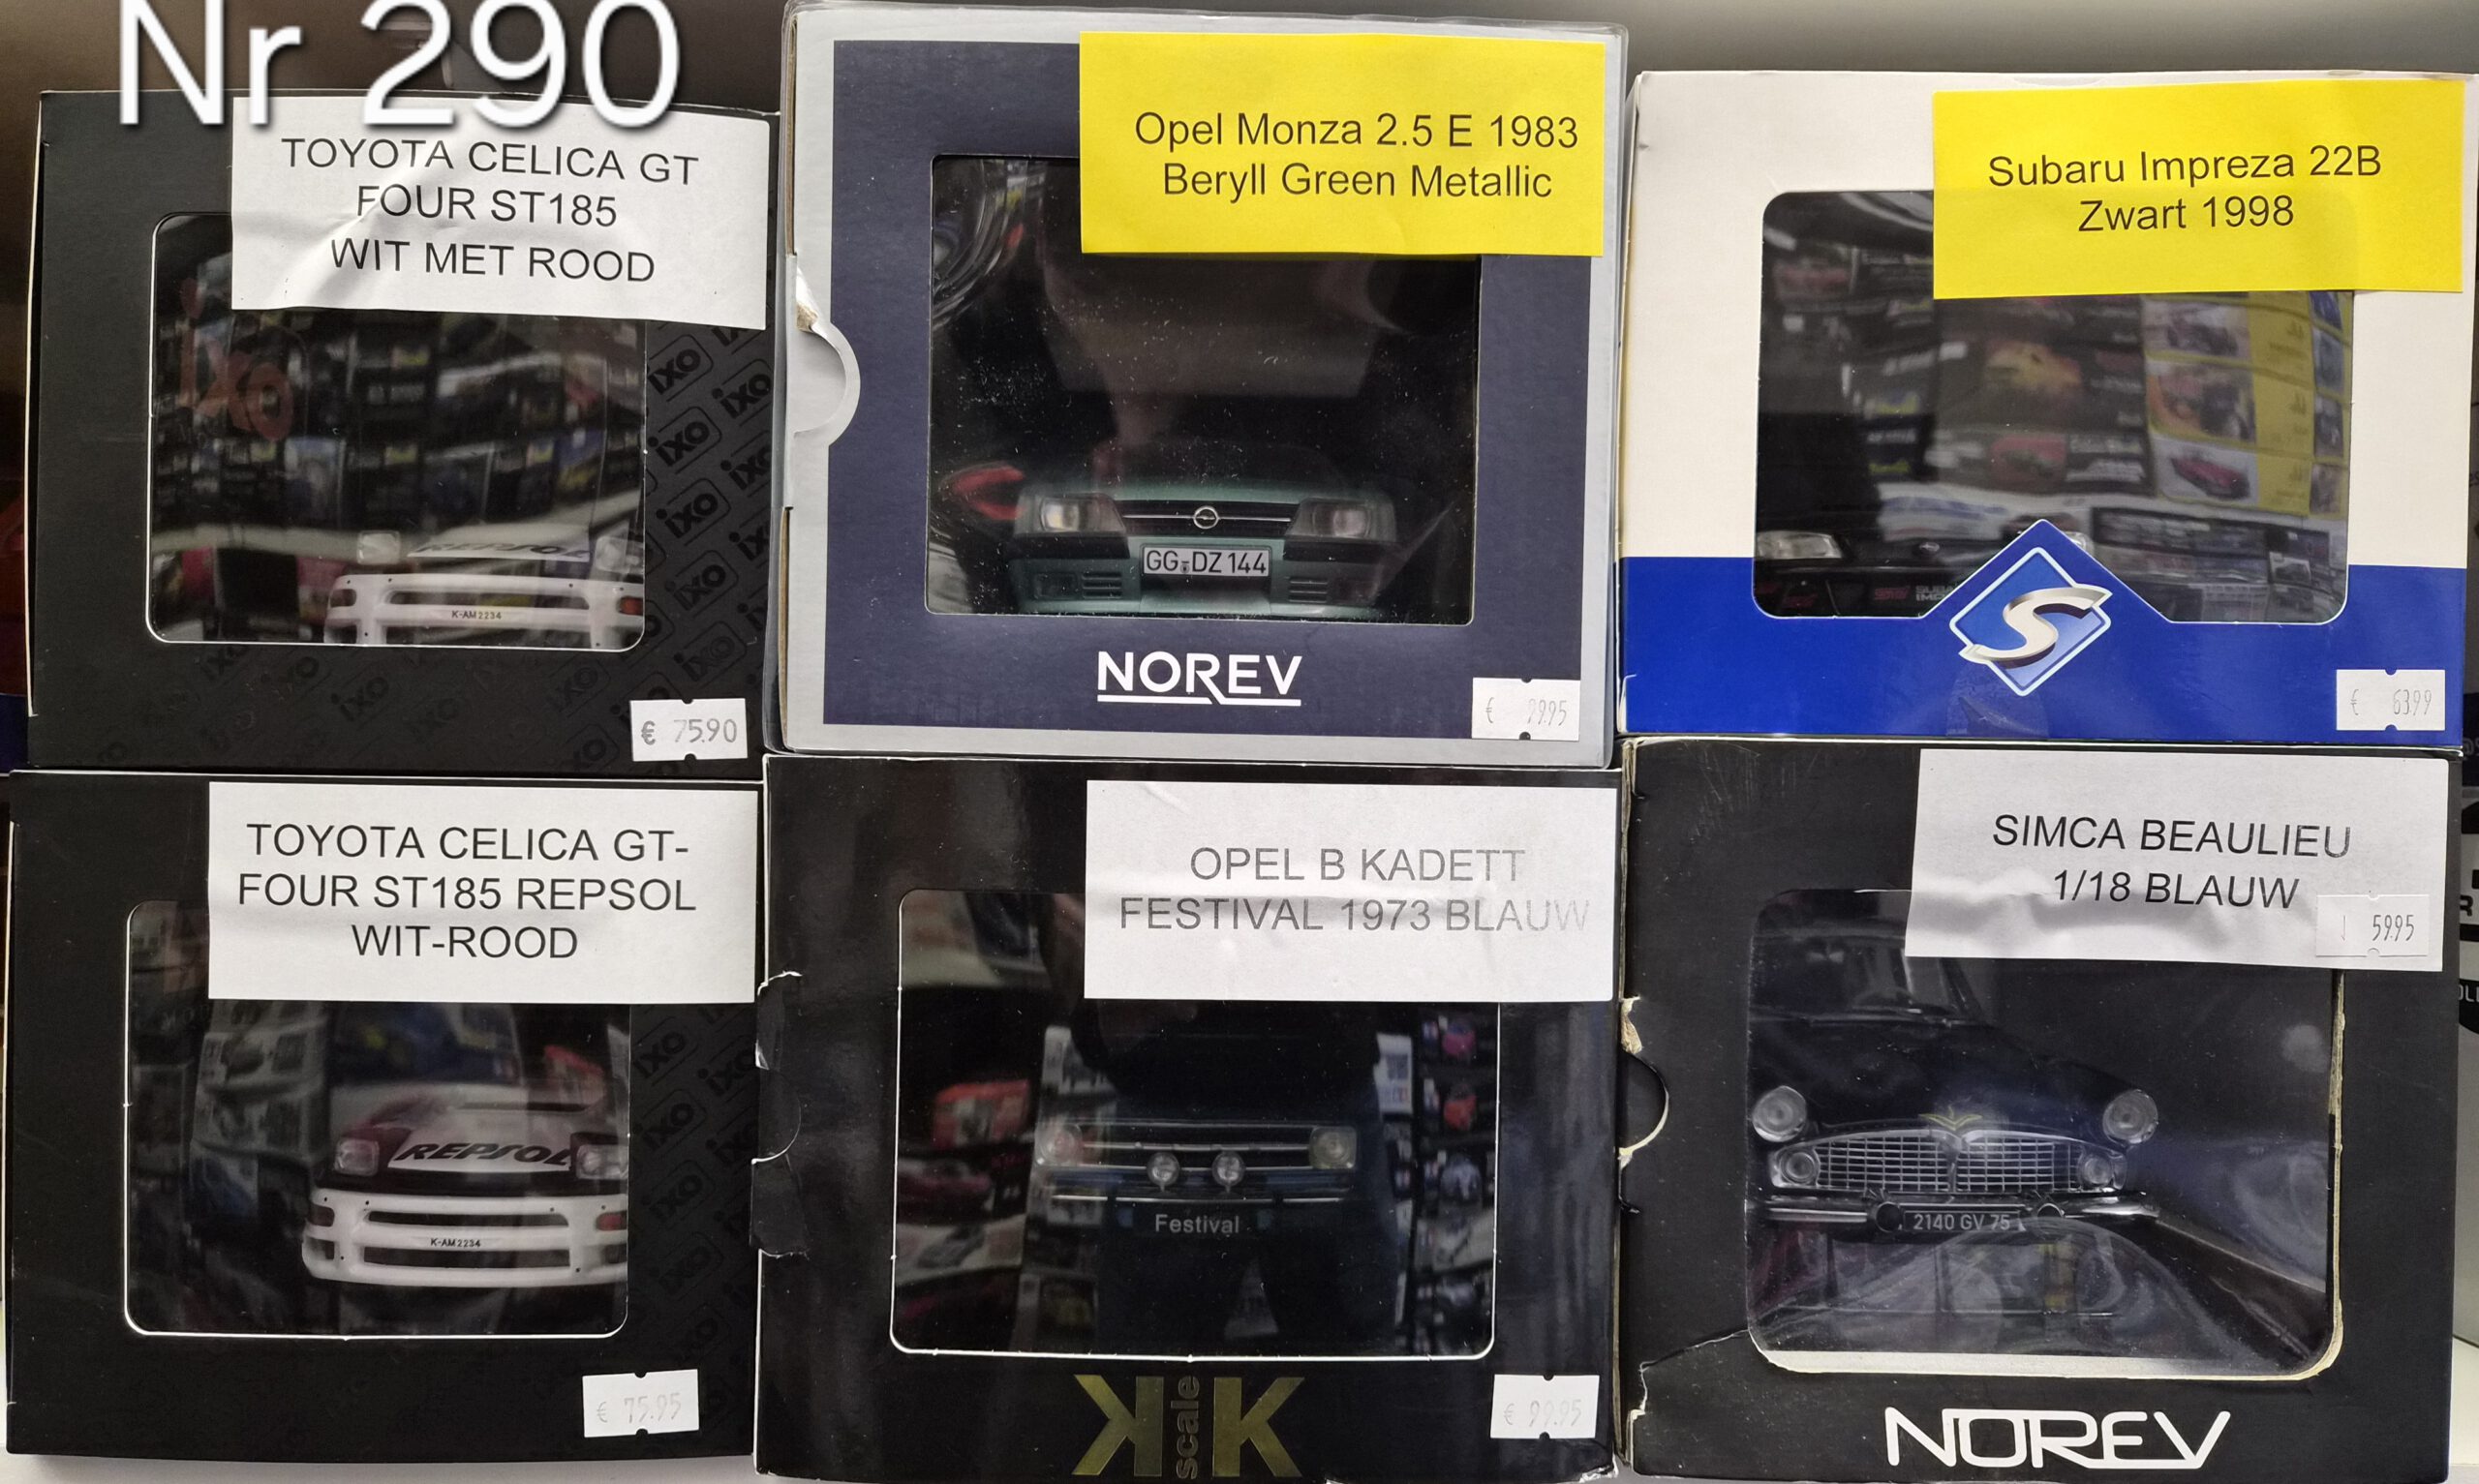 Nr 290
TOYOTA CELICA GT
FOUR ST185
WIT MET ROOD
ixo
K-AM 2234
€ 75.90
Opel Monza 2.5 E 1983
Beryll Green Metallic
GG-DZ 144
NOREV
Subaru Impreza 22B
Zwart 1998
S
€ 63.99
TOYOTA CELICA GT-
FOUR ST185 REPSOL
WIT-ROOD
REPSOL
K-AM 2234
€ 75.95
OPEL B KADETT
FESTIVAL 1973 BLAUW
Festival
KK
scale
€ 99.95
SIMCA BEAULIEU
1/18 BLAUW
59.95
2140 GV 75
NOREV